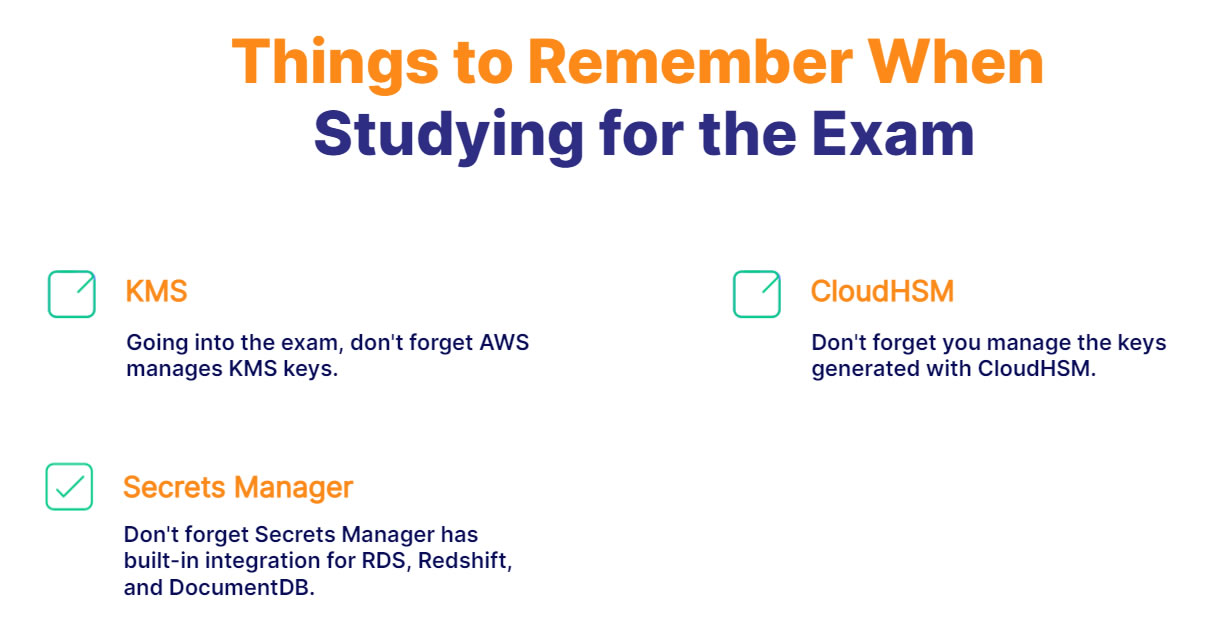 Things to Remember When
Studying for the Exam
KMS
Going into the exam, don't forget AWS
manages KMS keys.
CloudHSM
Don't forget you manage the keys
generated with CloudHSM.
Secrets Manager
Don't forget Secrets Manager has
built-in integration for RDS, Redshift,
and DocumentDB.